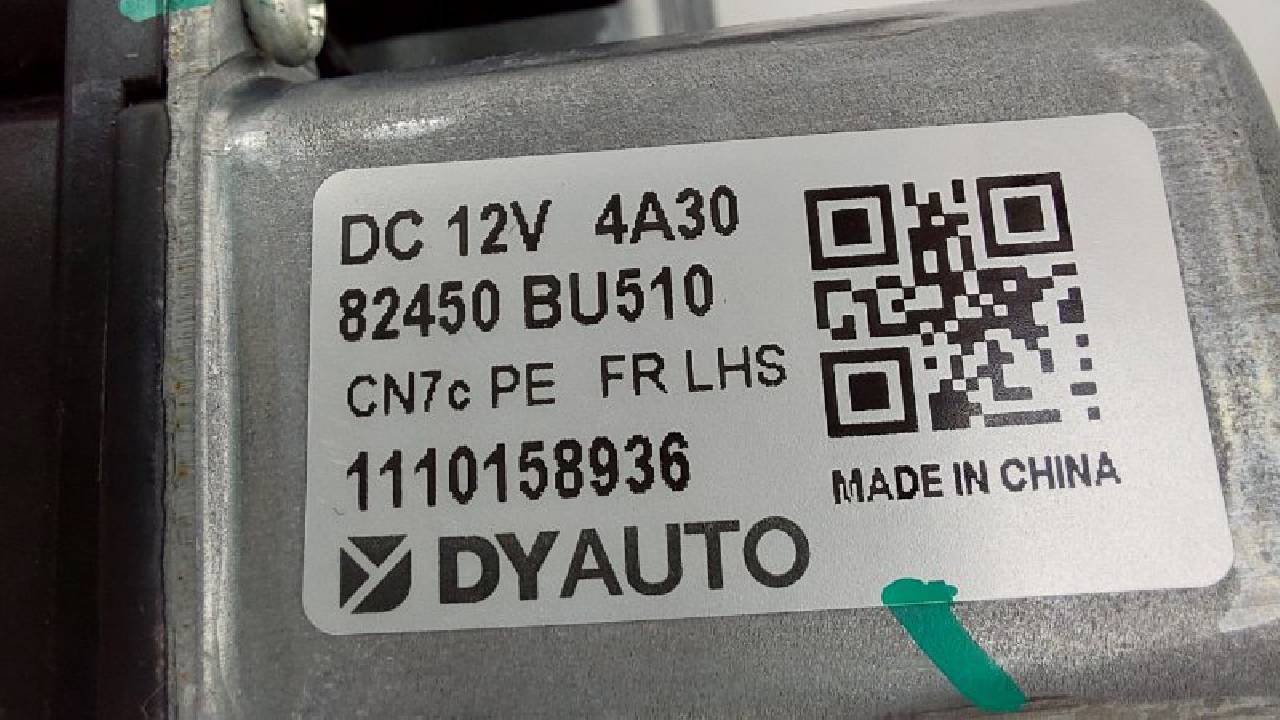 DC 12V 4A30
82450 BU510
CN7c PE FR LHS
1110158936
DYAUTO
MADE IN CHINA